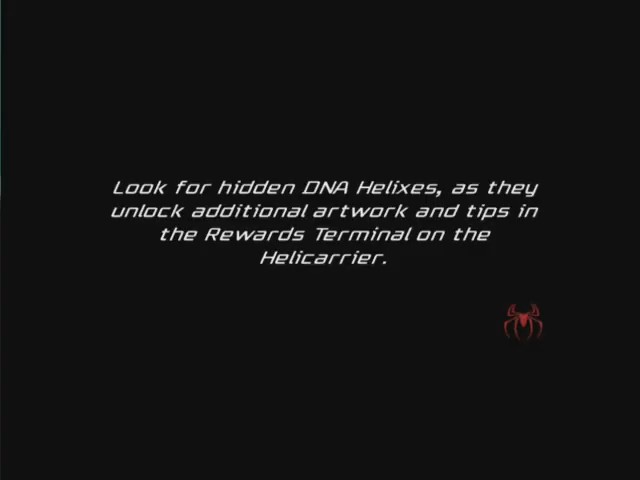 Look for hidden DNA Helixes, as they
unlock additional artwork and tips in
the Rewards Terminal on the
Helicarrier.